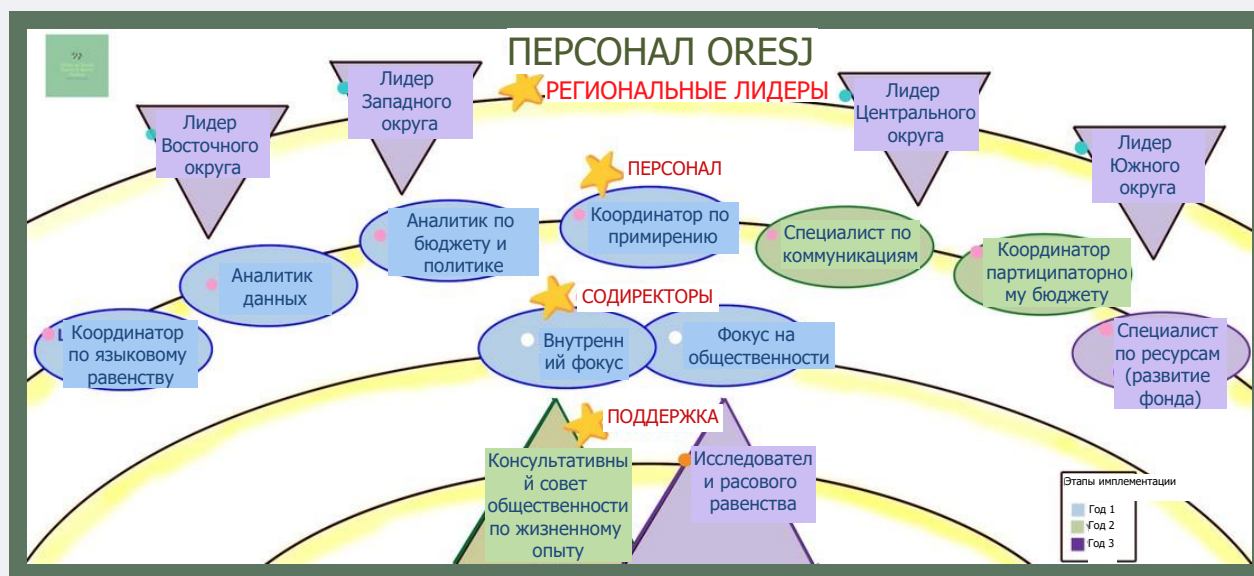 ПЕРСОНАЛ ORESJ
РЕГИОНАЛЬНЫЕ ЛИДЕРЫ
Лидер
Восточного
округа
Лидер
Западного
округа
Лидер
Центрального
округа
Лидер
Южного
округа
ПЕРСОНАЛ
Координатор
по языковому
равенству
Аналитик
данных
Аналитик по
бюджету и
политике
Координатор по
примирению
Специалист по
коммуникациям
Координатор
партиципаторно
му бюджету
Специалист
по ресурсам
(развитие
фонда)
СОДИРЕКТОРЫ
Внутренн
ий фокус
Фокус на
общественности
ПОДДЕРЖКА
Консультативны
й совет
общественности
по жизненному
опыту
Исследовател
и расового
равенства
Этапы имплементации
Год 1
Год 2
Год 3